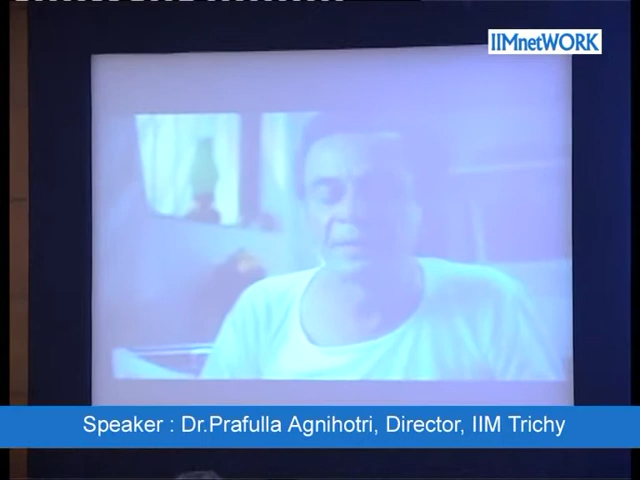 IIMnetWORK
Speaker : Dr.Prafulla Agnihotri, Director, IIM Trichy